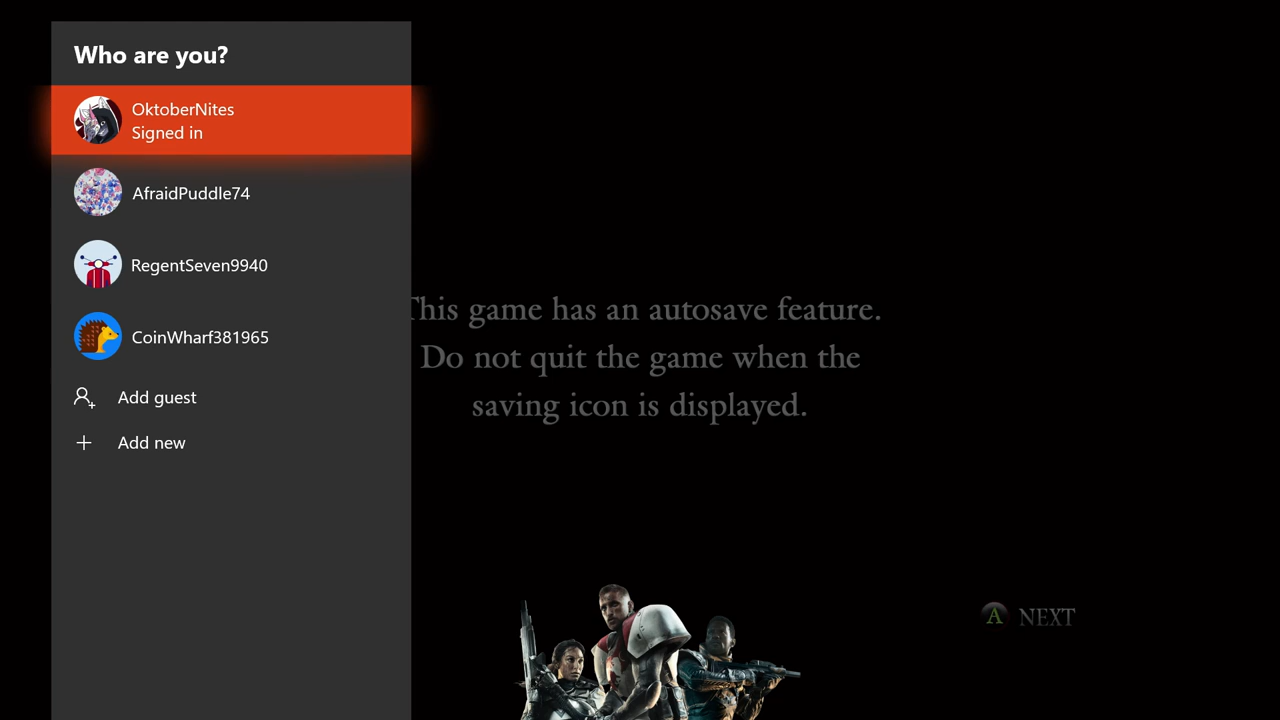 Who are you?
OktoberNites
Signed in
AfraidPuddle74
RegentSeven9940
CoinWharf381965
Add guest
Add new
This game has an autosave feature.
Do not quit the game when the
saving icon is displayed.
A NEXT